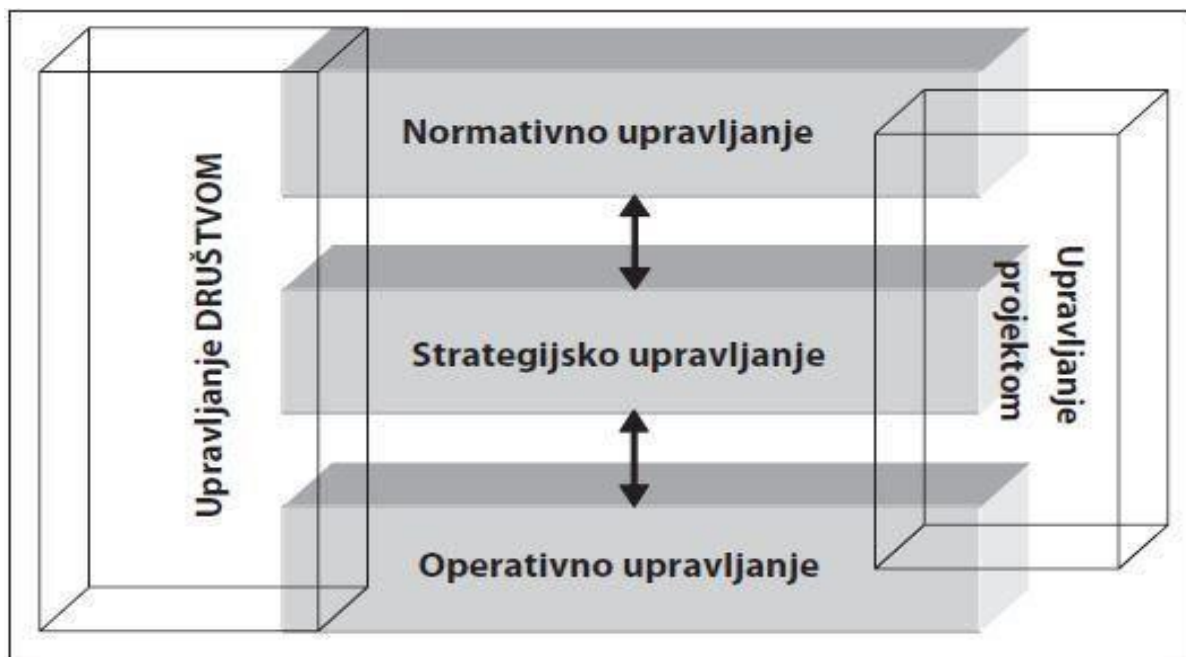 Upravljanje DRUŠTVOM
Normativno upravljanje
Strategijsko upravljanje
Operativno upravljanje
Upravljanje
projektom